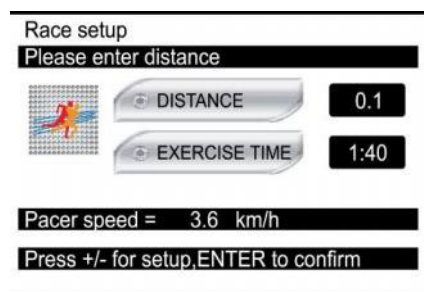 Race setup
Please enter distance
DISTANCE 0.1
EXERCISE TIME 1:40
Pacer speed = 3.6 km/h
Press +/- for setup,ENTER to confirm